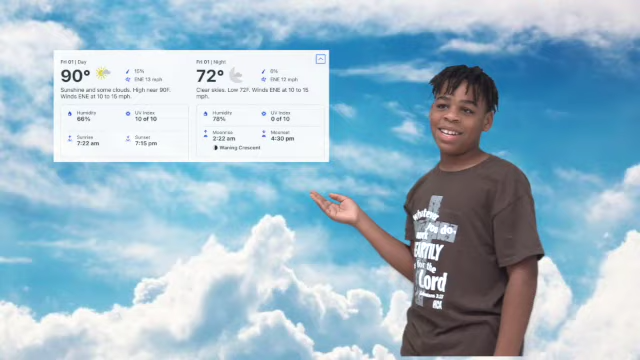 Fri 01 | Day
90°
15%
ENE 13 mph
Sunshine and some clouds. High near 90F.
Winds ENE at 10 to 15 mph.
Humidity
66%
UV Index
10 of 10
Sunrise
7:22 am
Sunset
7:15 pm
Fri 01 | Night
72°
6%
ENE 12 mph
Clear skies. Low 72F. Winds ENE at 10 to 15
mph.
Humidity
78%
UV Index
0 of 10
Moonrise
2:22 am
Moonset
4:30 pm
Waning Crescent
whatever
you do,
work
the
Lord